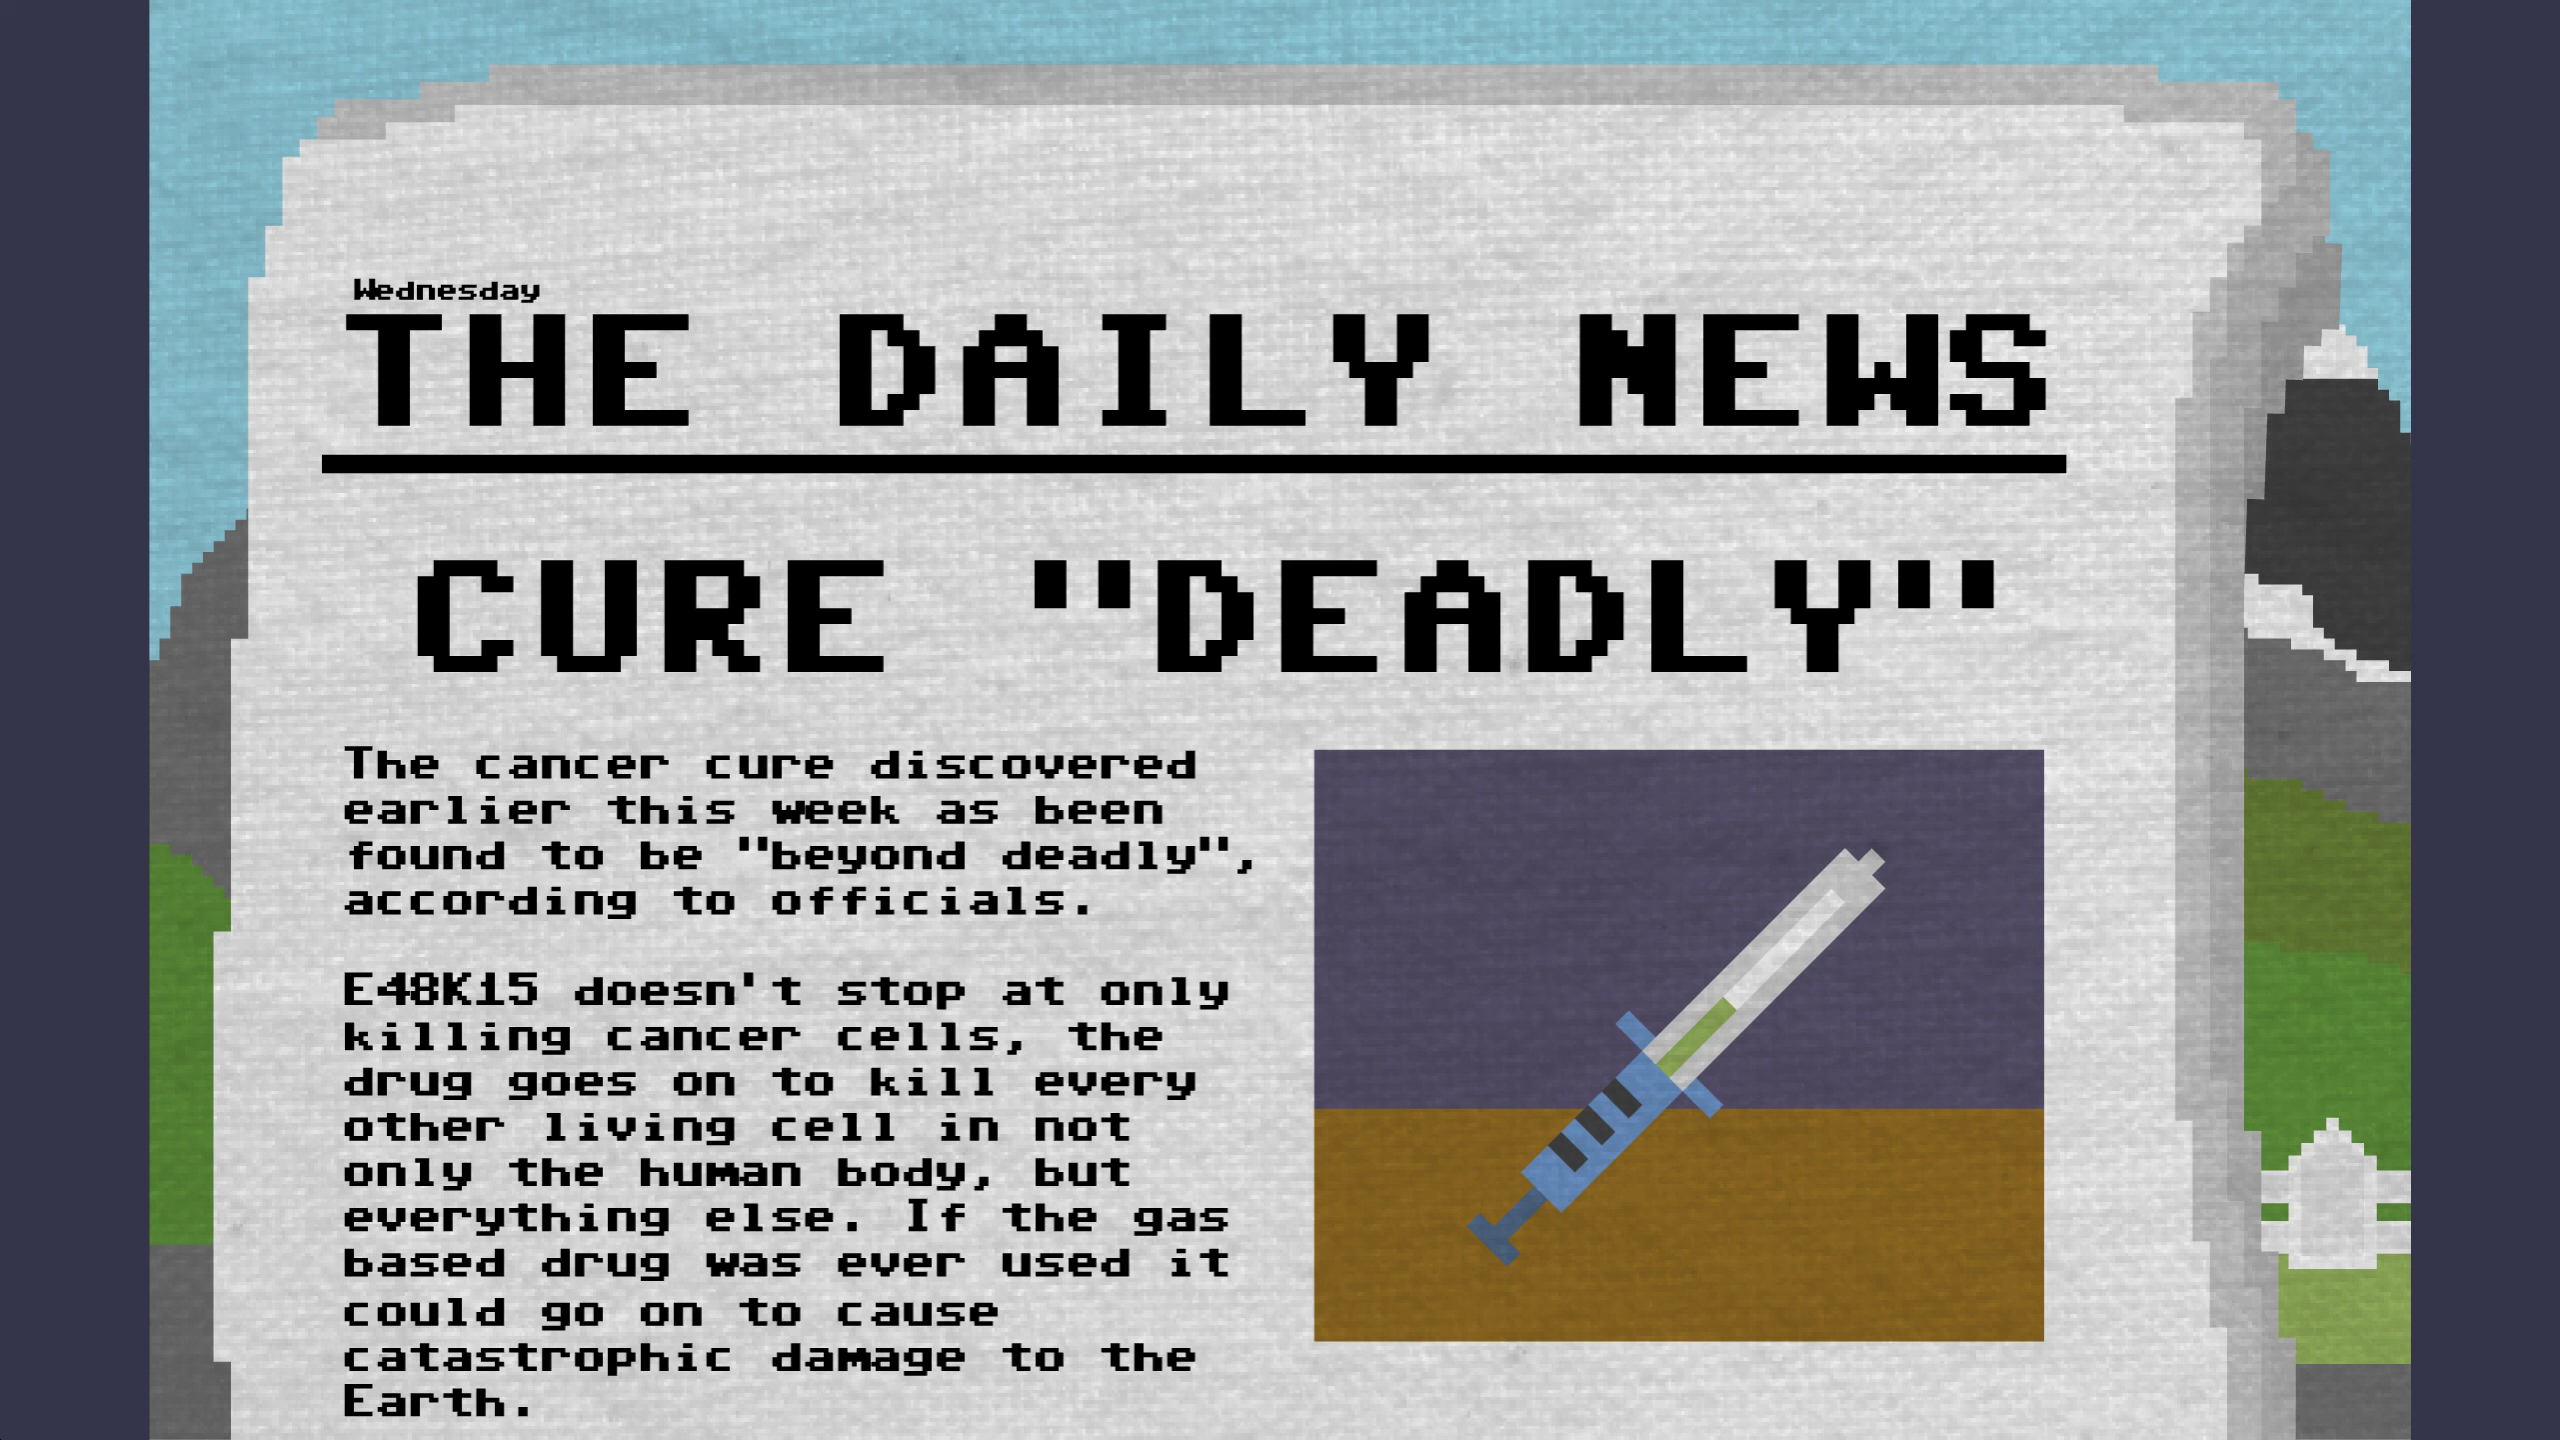 Wednesday
THE DAILY NEWS
CURE "DEADLY"
The cancer cure discovered
earlier this week as been
found to be "beyond deadly",
according to officials.
E48K15 doesn't stop at only
killing cancer cells, the
drug goes on to kill every
other living cell in not
only the human body, but
everything else. If the gas
based drug was ever used it
could go on to cause
catastrophic damage to the
Earth.